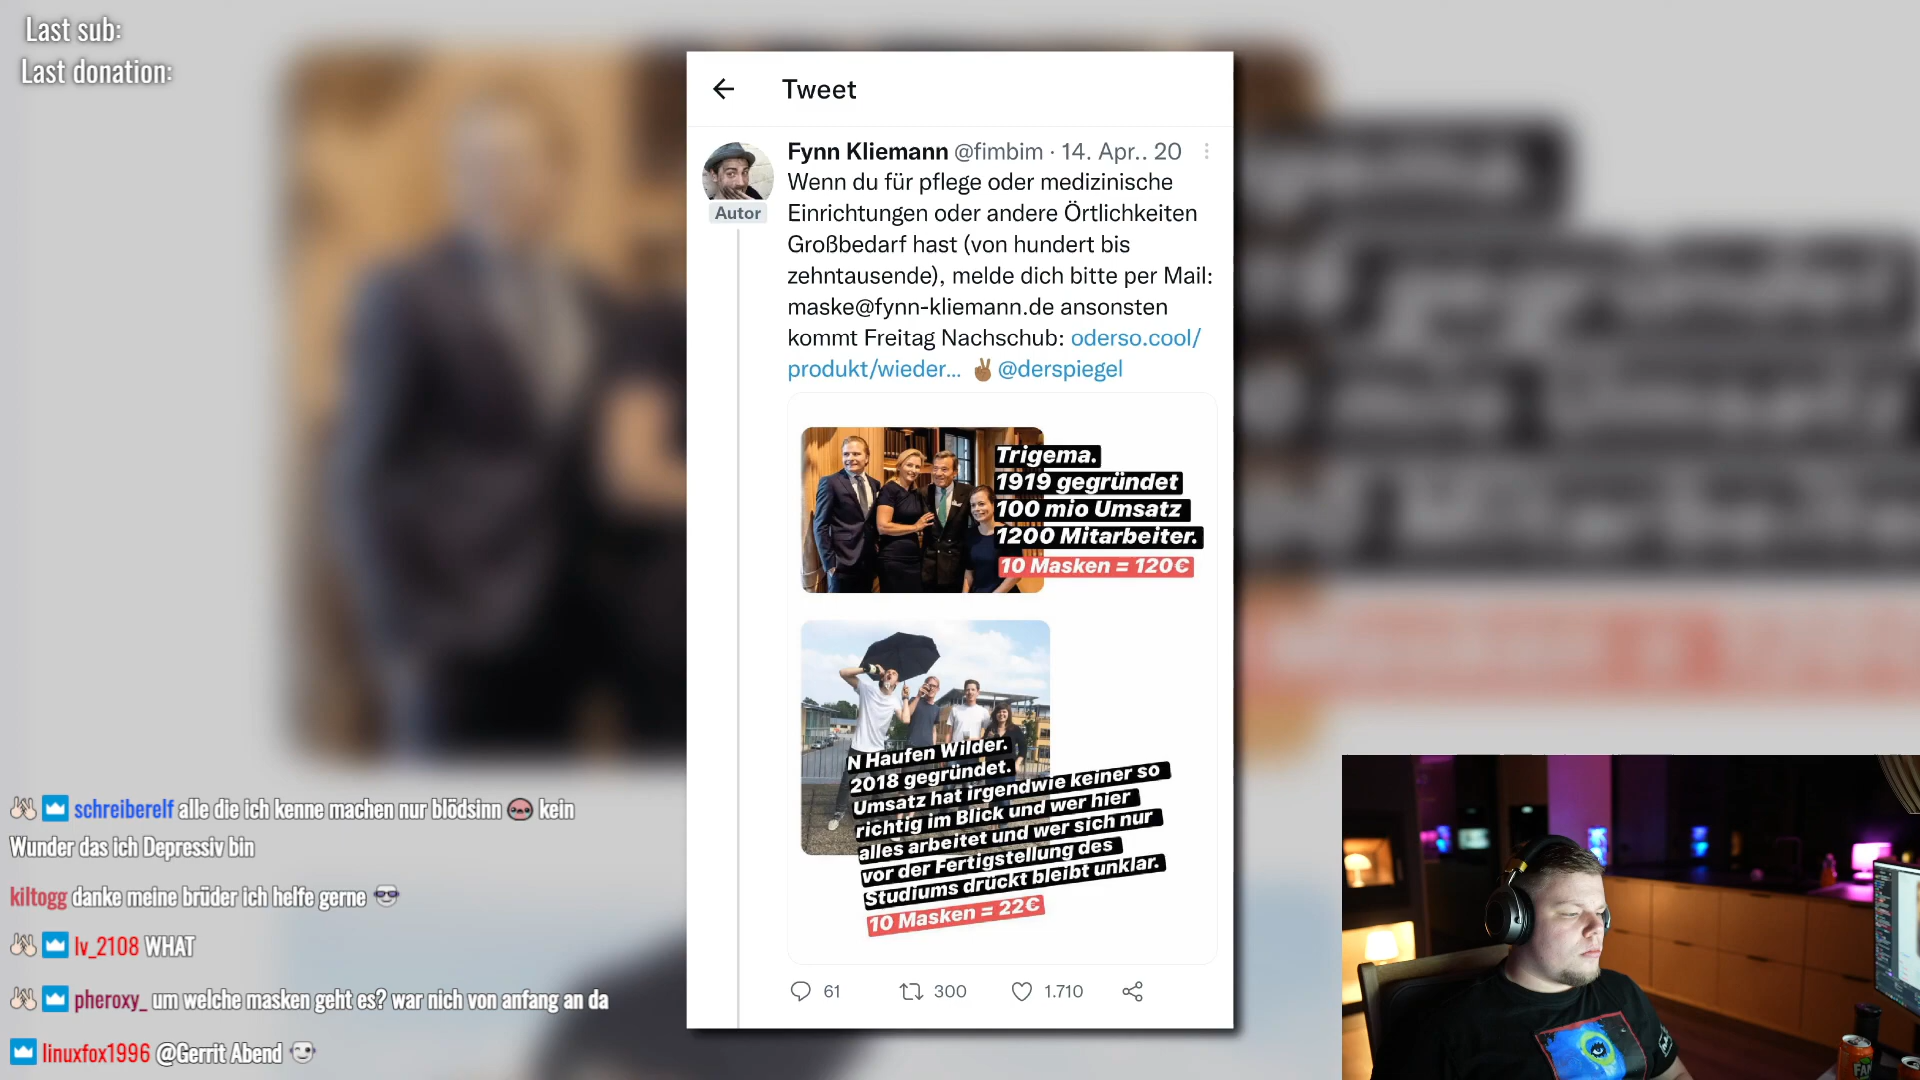 Last sub:
Last donation:
Tweet
Fynn Kliemann @fimbim · 14. Apr.. 20
Autor
Wenn du für pflege oder medizinische
Einrichtungen oder andere Örtlichkeiten
Großbedarf hast (von hundert bis
zehntausende), melde dich bitte per Mail:
maske@fynn-kliemann.de ansonsten
kommt Freitag Nachschub: oderso.cool/
produkt/wieder... ✌🏾 @derspiegel
Trigema.
1919 gegründet
100 mio Umsatz
1200 Mitarbeiter.
10 Masken = 120€
N Haufen Wilder.
2018 gegründet.
Umsatz hat irgendwie keiner so
richtig im Blick und wer hier
alles arbeitet und wer sich nur
vor der Fertigstellung des
Studiums drückt bleibt unklar.
10 Masken = 22€
61 300 1.710
schreiberelf alle die ich kenne machen nur blödsinn kein
Wunder das ich Depressiv bin
kiltogg danke meine brüder ich helfe gerne
lv_2108 WHAT
pheroxy_ um welche masken geht es? war nich von anfang an da
linuxfox1996 @Gerrit Abend